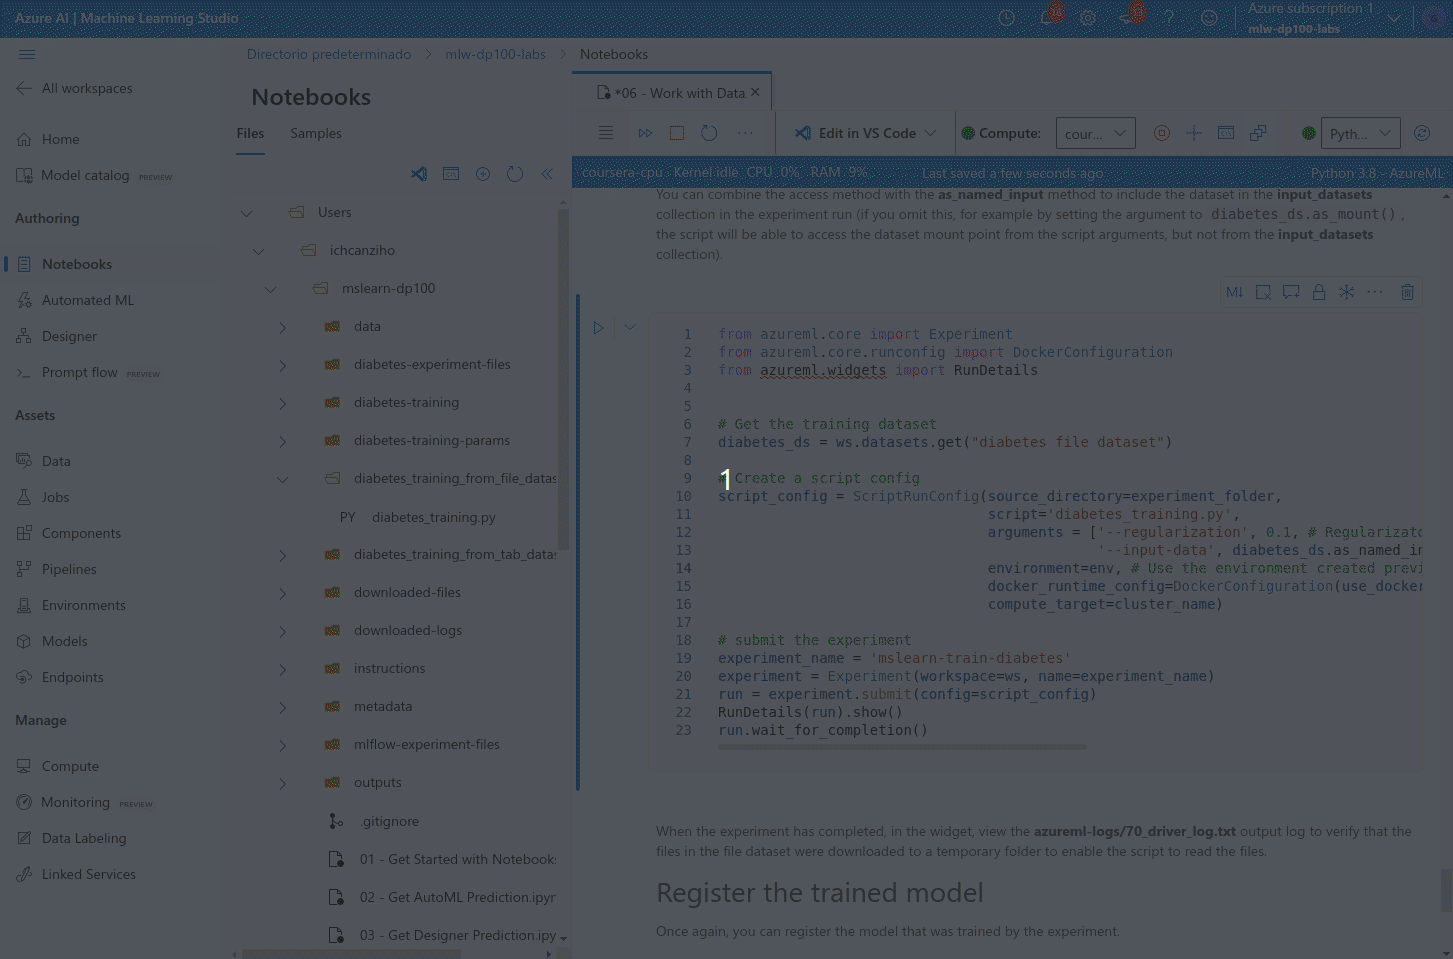 Azure AI | Machine Learning Studio
Azure subscription 1
mlw-dp100-labs
Directorio predeterminado > mlw-dp100-labs > Notebooks
All workspaces
Home
Model catalog PREVIEW
Authoring
Notebooks
Automated ML
Designer
Prompt flow PREVIEW
Assets
Data
Jobs
Components
Pipelines
Environments
Models
Endpoints
Manage
Compute
Monitoring PREVIEW
Data Labeling
Linked Services
Notebooks
Files Samples
Users
ichcanziho
mslearn-dp100
data
diabetes-experiment-files
diabetes-training
diabetes-training-params
diabetes_training_from_file_datas
PY diabetes_training.py
diabetes_training_from_tab_datas
downloaded-files
downloaded-logs
instructions
metadata
mlflow-experiment-files
outputs
.gitignore
01 - Get Started with Notebook
02 - Get AutoML Prediction.ipyn
03 - Get Designer Prediction.ipy
*06 - Work with Data
... Edit in VS Code Compute: cour... Pyth...
coursera-cpu · Kernel idle CPU 0% RAM 9% Last saved a few seconds ago Python 3.8 - AzureML
You can combine the access method with the as_named_input method to include the dataset in the input_datasets
collection in the experiment run (if you omit this, for example by setting the argument to diabetes_ds.as_mount() ,
the script will be able to access the dataset mount point from the script arguments, but not from the input_datasets
collection).
M↓ ...
1 from azureml.core import Experiment
2 from azureml.core.runconfig import DockerConfiguration
3 from azureml.widgets import RunDetails
4
5
6 # Get the training dataset
7 diabetes_ds = ws.datasets.get("diabetes file dataset")
8
9 # Create a script config
10 script_config = ScriptRunConfig(source_directory=experiment_folder,
11 script='diabetes_training.py',
12 arguments = ['--regularization', 0.1, # Regularizato
13 '--input-data', diabetes_ds.as_named_in
14 environment=env, # Use the environment created previ
15 docker_runtime_config=DockerConfiguration(use_docker
16 compute_target=cluster_name)
17
18 # submit the experiment
19 experiment_name = 'mslearn-train-diabetes'
20 experiment = Experiment(workspace=ws, name=experiment_name)
21 run = experiment.submit(config=script_config)
22 RunDetails(run).show()
23 run.wait_for_completion()
1
When the experiment has completed, in the widget, view the azureml-logs/70_driver_log.txt output log to verify that the
files in the file dataset were downloaded to a temporary folder to enable the script to read the files.
Register the trained model
Once again, you can register the model that was trained by the experiment.